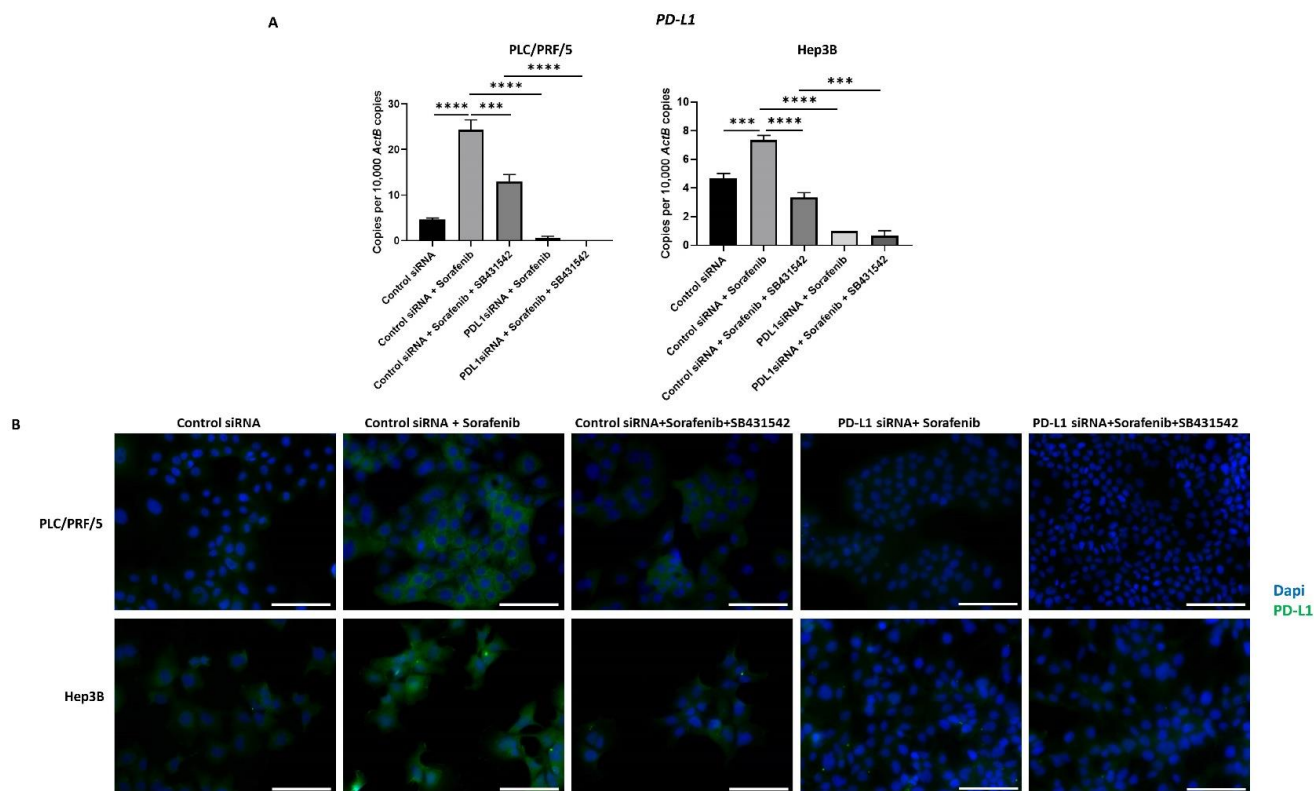 A
PD-L1
PLC/PRF/5
Hep3B
****
****
**** ***
***
****
*** ****
Copies per 10,000 ActB copies
30
20
10
0
Control siRNA
Control siRNA + Sorafenib
Control siRNA + Sorafenib + SB431542
PDL1siRNA + Sorafenib
PDL1siRNA + Sorafenib + SB431542
Copies per 10,000 ActB copies
10
8
6
4
2
0
Control siRNA
Control siRNA + Sorafenib
Control siRNA + Sorafenib + SB431542
PDL1siRNA + Sorafenib
PDL1siRNA + Sorafenib + SB431542
B
Control siRNA
Control siRNA + Sorafenib
Control siRNA+Sorafenib+SB431542
PD-L1 siRNA+ Sorafenib
PD-L1 siRNA+Sorafenib+SB431542
PLC/PRF/5
Hep3B
Dapi
PD-L1